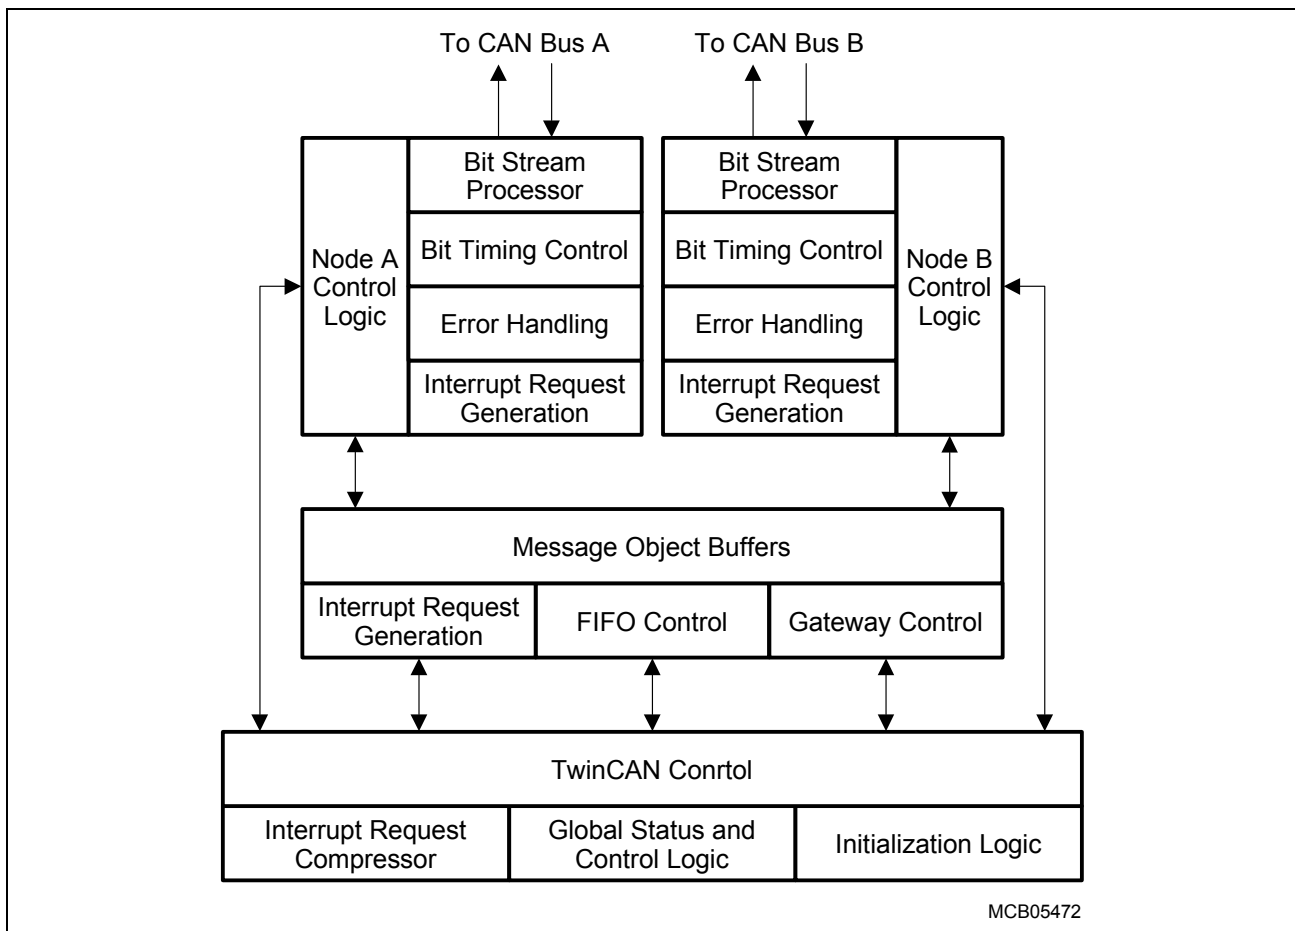 To CAN Bus A
To CAN Bus B
Node A
Control
Logic
Bit Stream
Processor
Bit Timing Control
Error Handling
Interrupt Request
Generation
Bit Stream
Processor
Bit Timing Control
Error Handling
Interrupt Request
Generation
Node B
Control
Logic
Message Object Buffers
Interrupt Request
Generation
FIFO Control
Gateway Control
TwinCAN Conrtol
Interrupt Request
Compressor
Global Status and
Control Logic
Initialization Logic
MCB05472